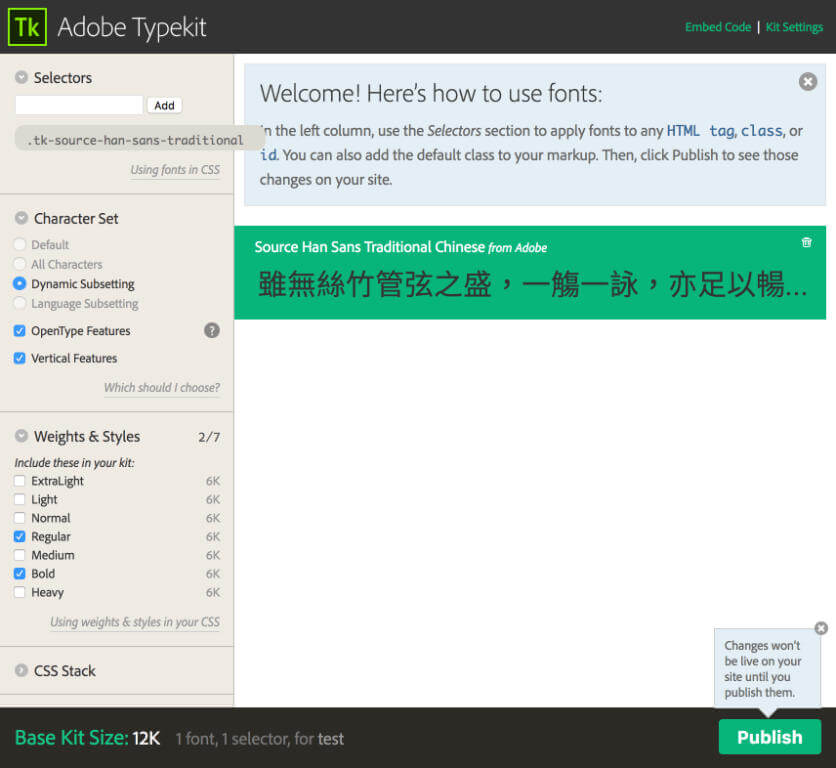 Tk Adobe Typekit
Embed Code | Kit Settings
Selectors
Add
.tk-source-han-sans-traditional
Using fonts in CSS
Character Set
Default
All Characters
Dynamic Subsetting
Language Subsetting
OpenType Features ?
Vertical Features
Which should I choose?
Weights & Styles 2/7
Include these in your kit:
ExtraLight 6K
Light 6K
Normal 6K
Regular 6K
Medium 6K
Bold 6K
Heavy 6K
Using weights & styles in your CSS
CSS Stack
Welcome! Here's how to use fonts:
In the left column, use the Selectors section to apply fonts to any HTML tag, class, or
id. You can also add the default class to your markup. Then, click Publish to see those
changes on your site.
Source Han Sans Traditional Chinese from Adobe
雖無絲竹管弦之盛，一觴一詠，亦足以暢...
Changes won't
be live on your
site until you
publish them.
Base Kit Size: 12K 1 font, 1 selector, for test
Publish